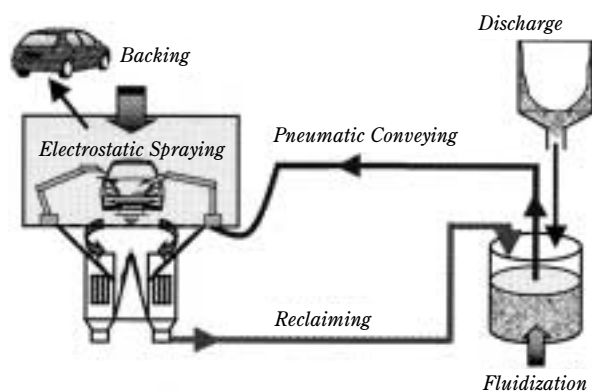 Discharge
Backing
Pneumatic Conveying
Electrostatic Spraying
Reclaiming
Fluidization